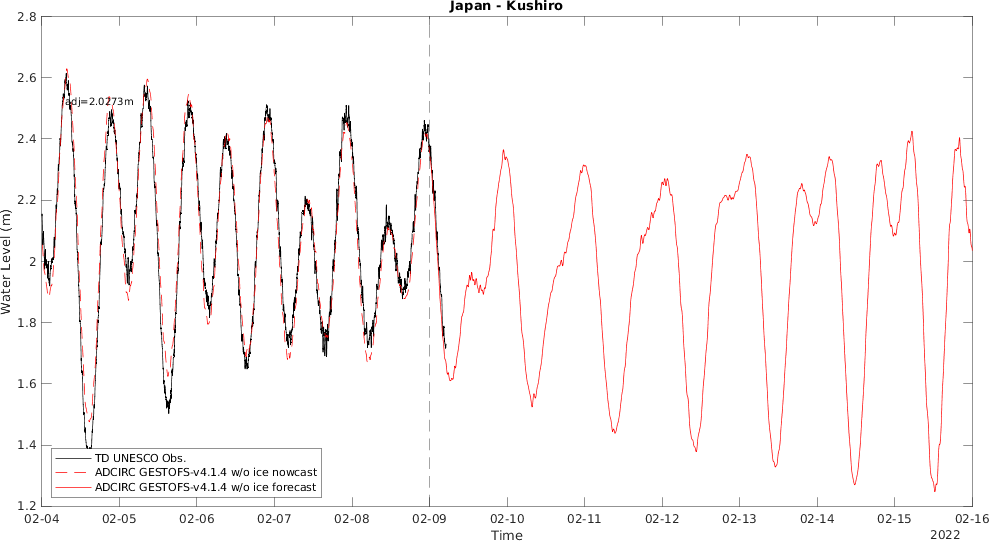 Japan - Kushiro
2.8
2.6
adj=2.0273m
2.4
2.2
Water Level (m)
2
1.8
1.6
1.4
TD UNESCO Obs.
ADCIRC GESTOFS-v4.1.4 w/o ice nowcast
ADCIRC GESTOFS-v4.1.4 w/o ice forecast
1.2
02-04 02-05 02-06 02-07 02-08 02-09 02-10 02-11 02-12 02-13 02-14 02-15 02-16
Time
2022